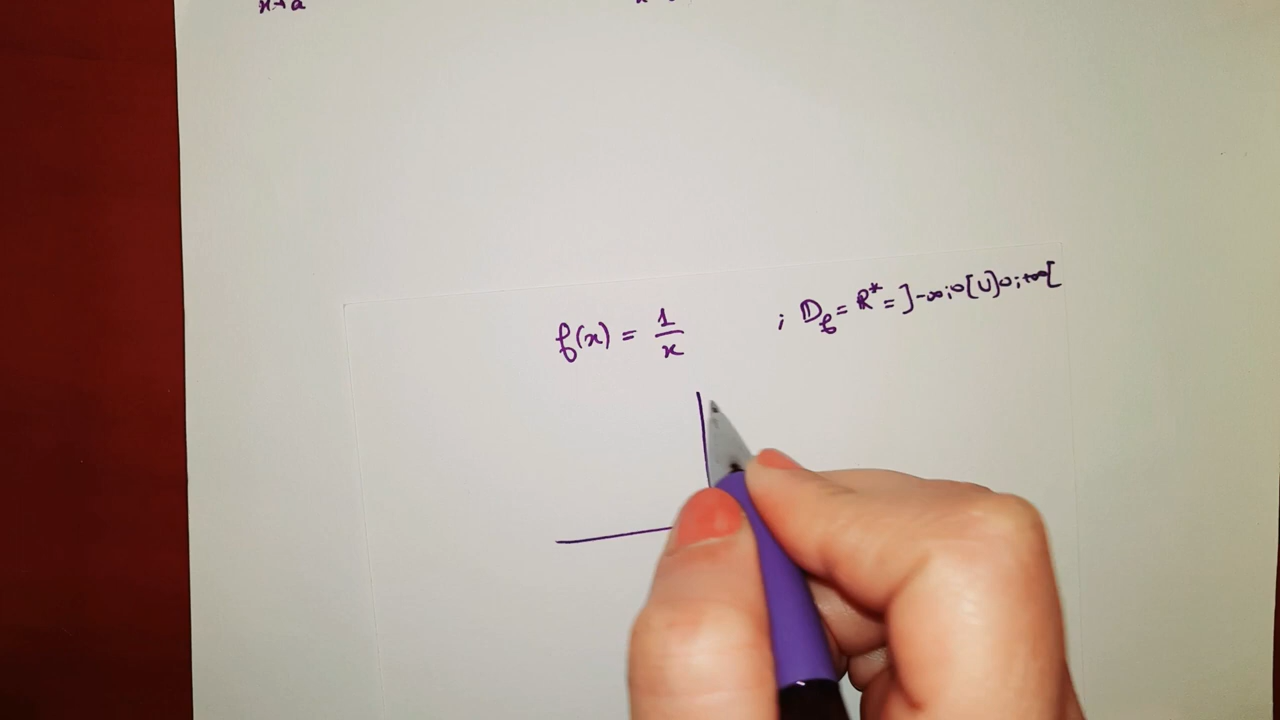 x→a
f(x) = 1/x ; D_f = R* = ]-∞;0[U]0;+∞[